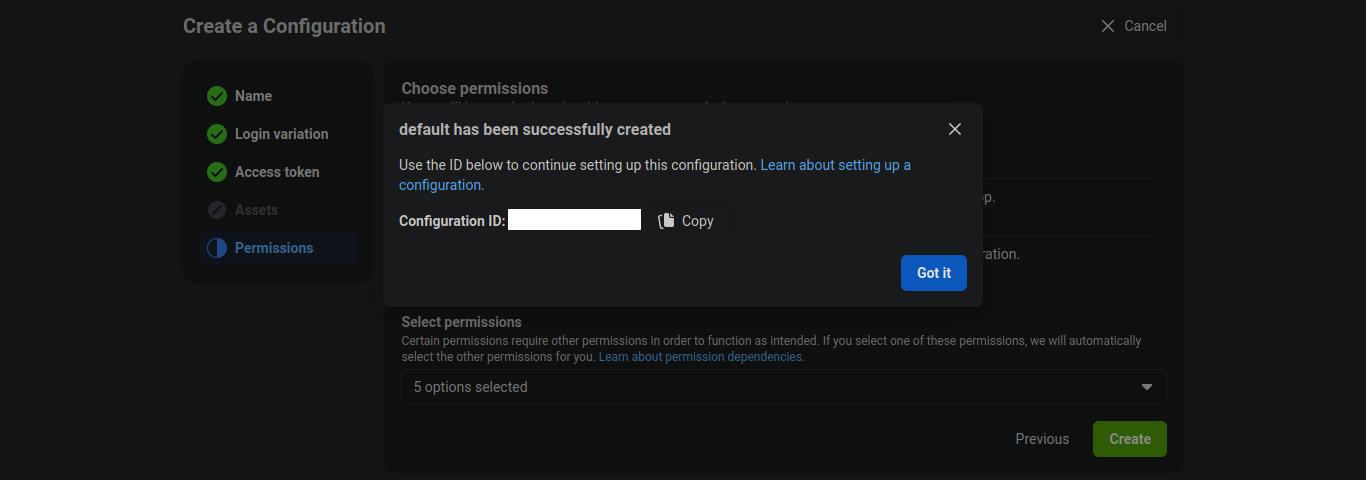 Create a Configuration
Cancel
Name
Login variation
Access token
Assets
Permissions
Choose permissions
default has been successfully created
Use the ID below to continue setting up this configuration. Learn about setting up a
configuration.
Configuration ID:
Copy
Got it
op.
ration.
Select permissions
Certain permissions require other permissions in order to function as intended. If you select one of these permissions, we will automatically
select the other permissions for you. Learn about permission dependencies.
5 options selected
Previous
Create